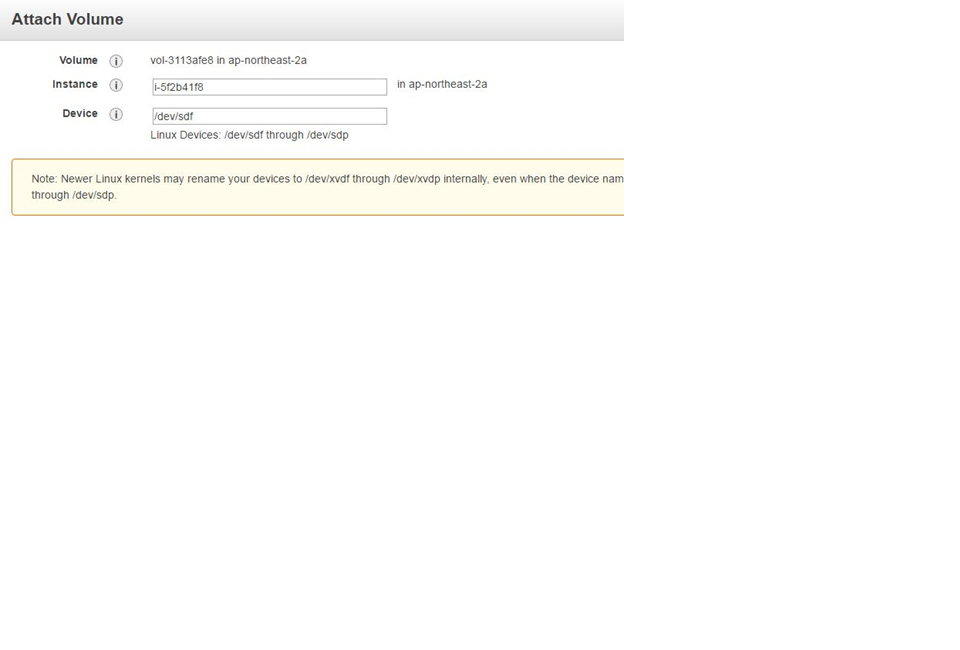 Attach Volume
Volume i vol-3113afe8 in ap-northeast-2a
Instance i i-5f2b41f8 in ap-northeast-2a
Device i /dev/sdf
Linux Devices: /dev/sdf through /dev/sdp
Note: Newer Linux kernels may rename your devices to /dev/xvdf through /dev/xvdp internally, even when the device nam
through /dev/sdp.